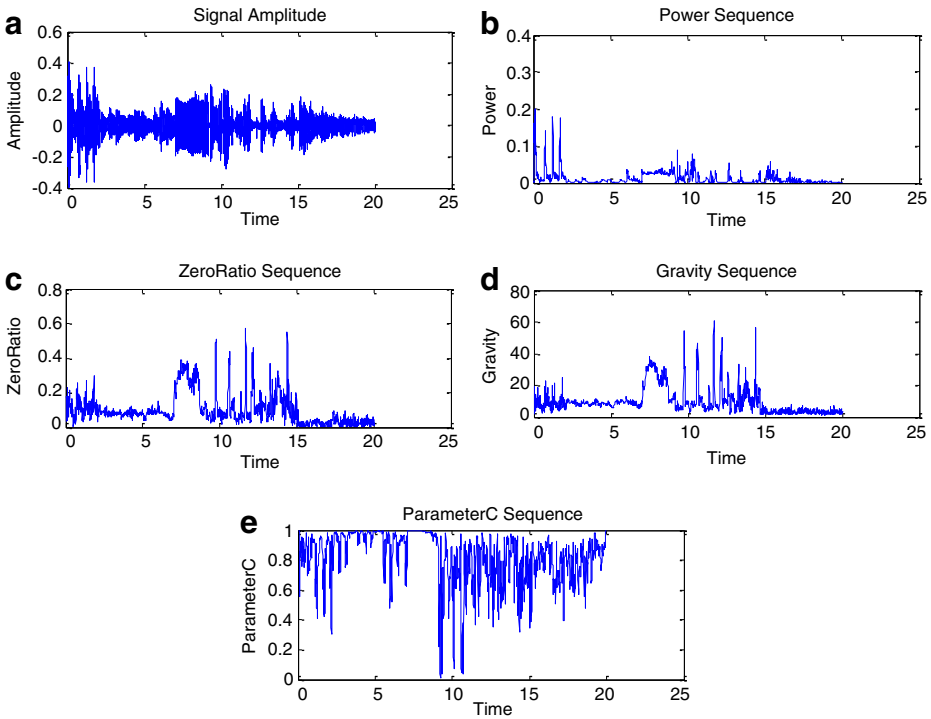 a
Signal Amplitude
0.6
0.4
0.2
0
-0.2
-0.4
Amplitude
0 5 10 15 20 25
Time
b
Power Sequence
0.4
0.3
0.2
0.1
0
Power
0 5 10 15 20 25
Time
c
ZeroRatio Sequence
0.8
0.6
0.4
0.2
0
ZeroRatio
0 5 10 15 20 25
Time
d
Gravity Sequence
80
60
40
20
0
Gravity
0 5 10 15 20 25
Time
e
ParameterC Sequence
1
0.8
0.6
0.4
0.2
0
ParameterC
0 5 10 15 20 25
Time